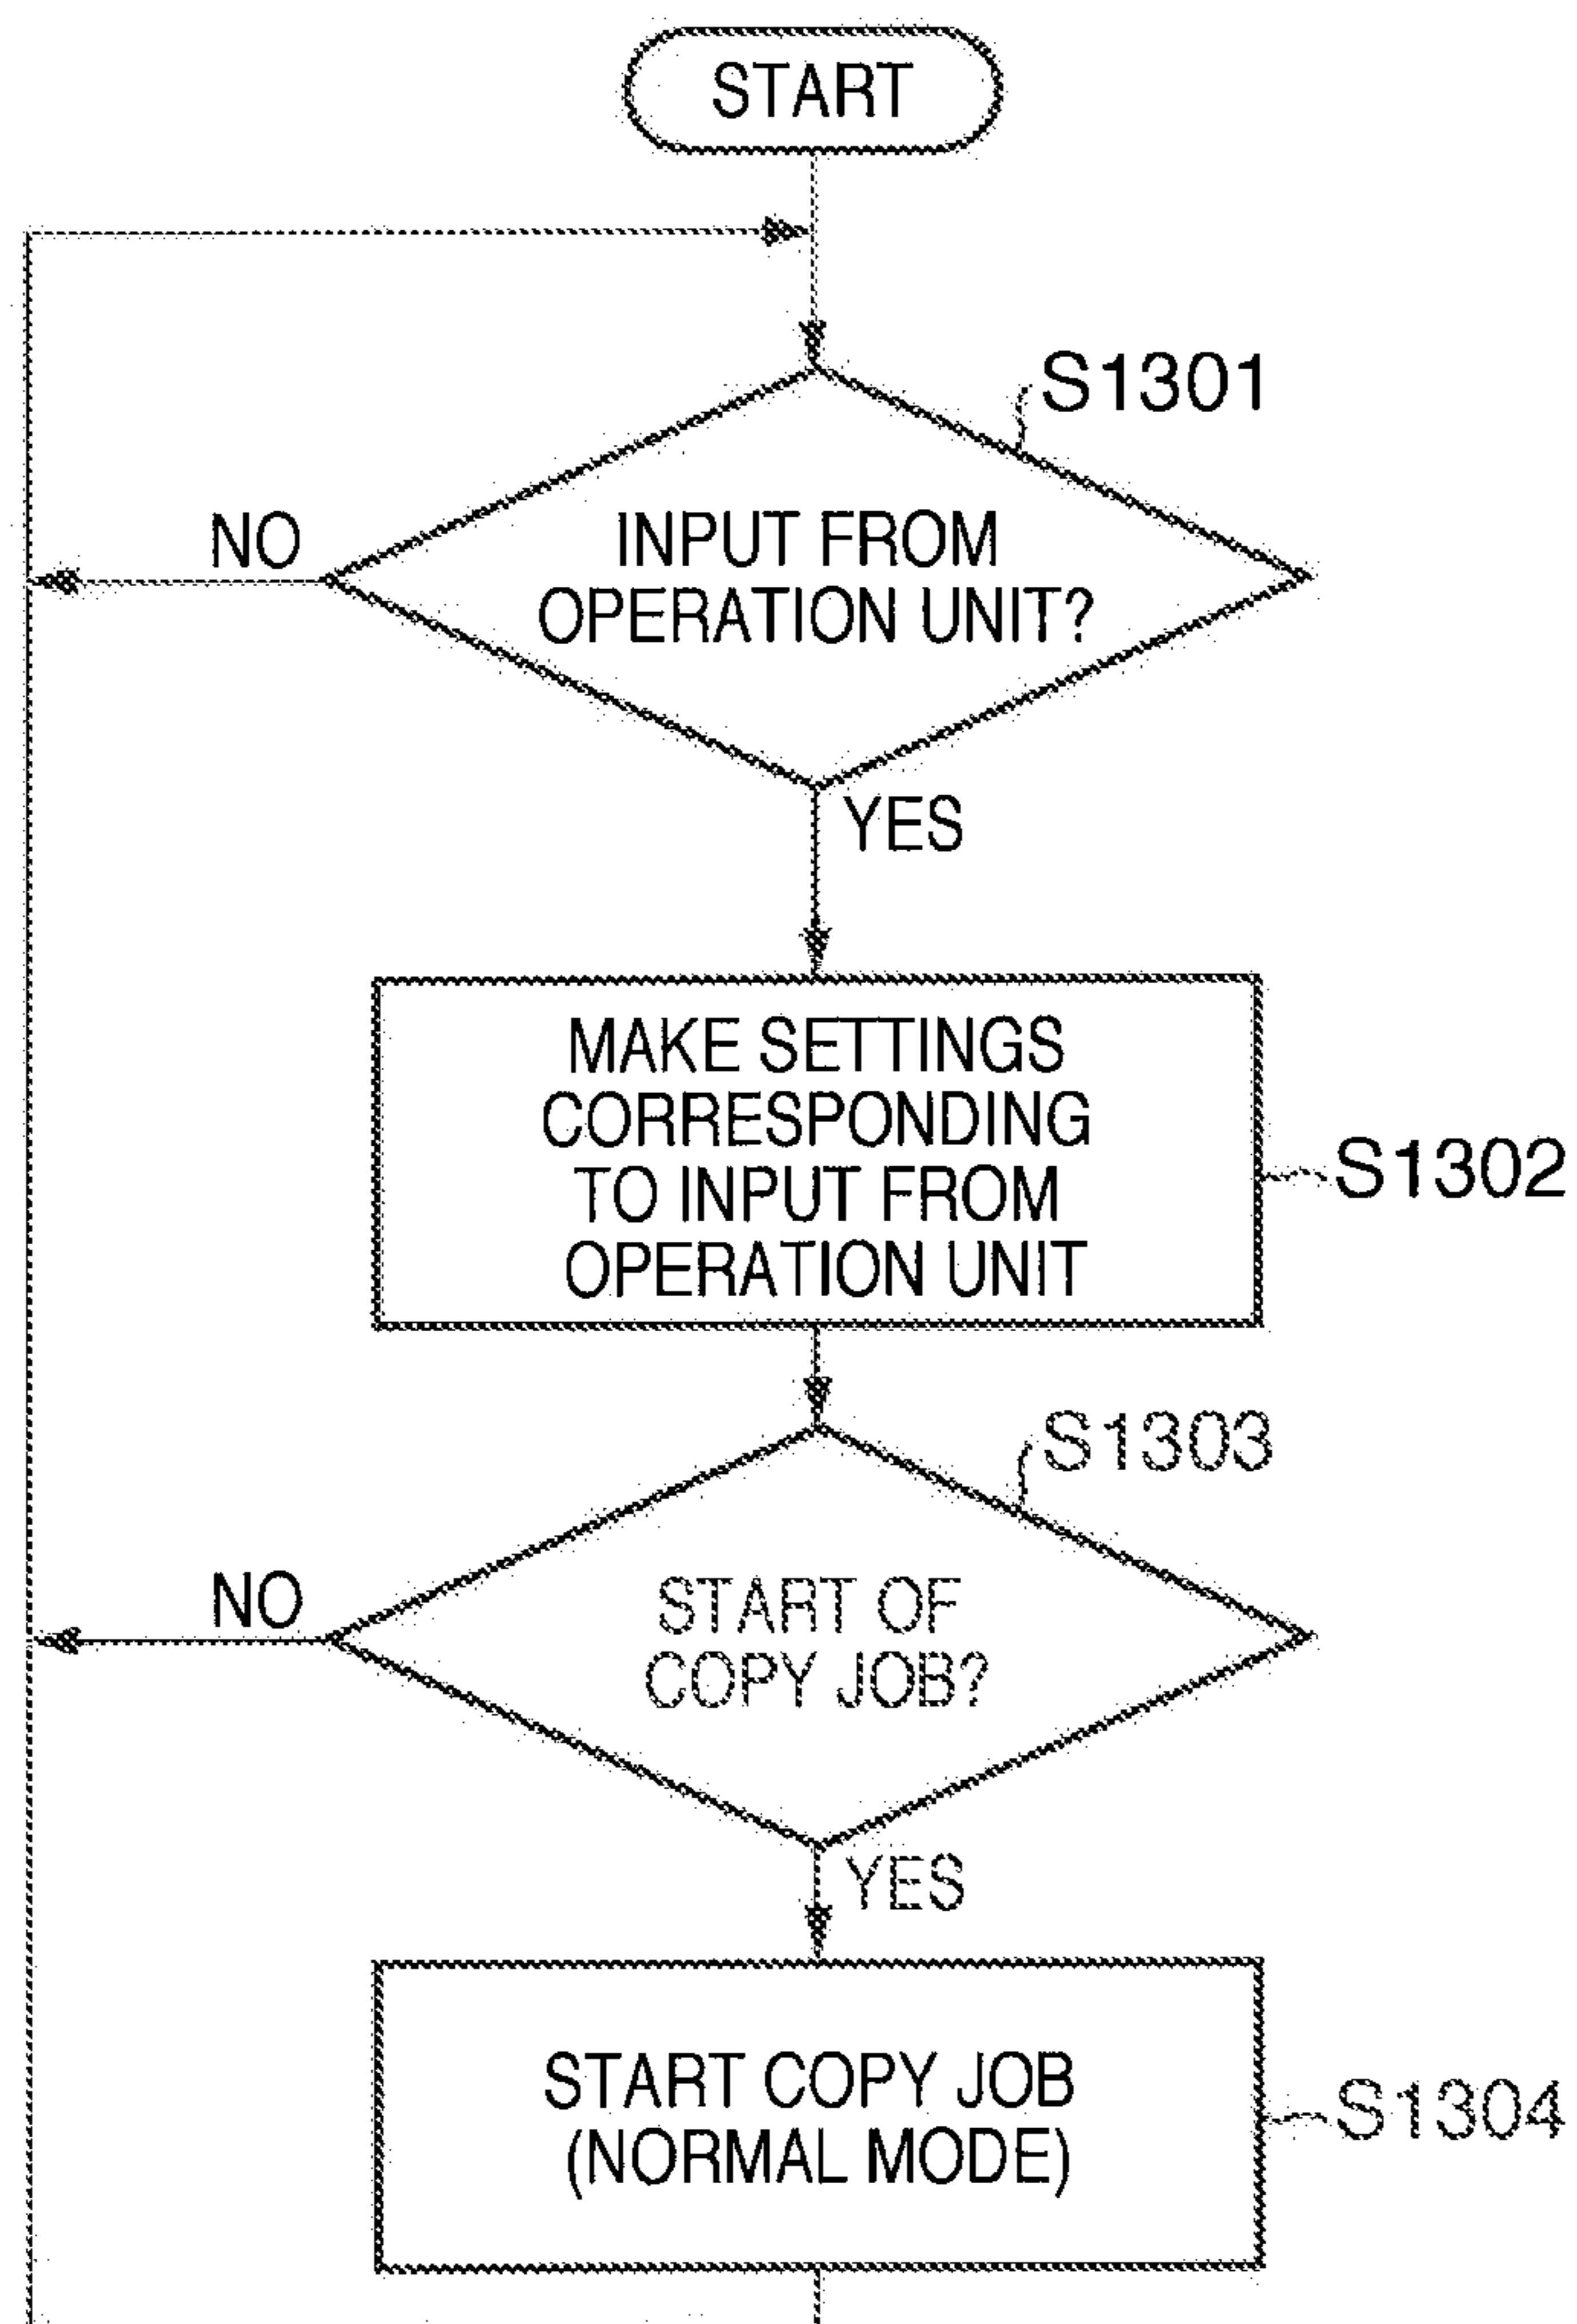 START
S1301
NO
INPUT FROM
OPERATION UNIT?
YES
MAKE SETTINGS
CORRESPONDING
TO INPUT FROM
OPERATION UNIT
S1302
S1303
NO
START OF
COPY JOB?
YES
START COPY JOB
(NORMAL MODE)
S1304